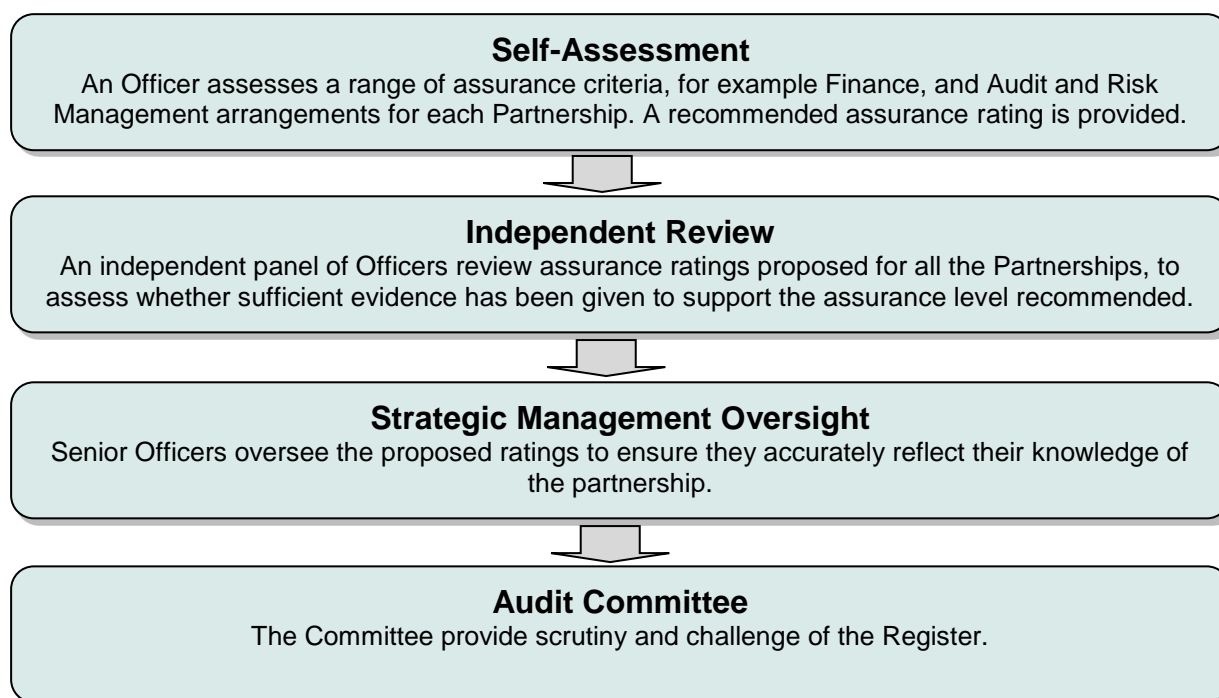 Self-Assessment
An Officer assesses a range of assurance criteria, for example Finance, and Audit and Risk
Management arrangements for each Partnership. A recommended assurance rating is provided.
Independent Review
An independent panel of Officers review assurance ratings proposed for all the Partnerships, to
assess whether sufficient evidence has been given to support the assurance level recommended.
Strategic Management Oversight
Senior Officers oversee the proposed ratings to ensure they accurately reflect their knowledge of
the partnership.
Audit Committee
The Committee provide scrutiny and challenge of the Register.